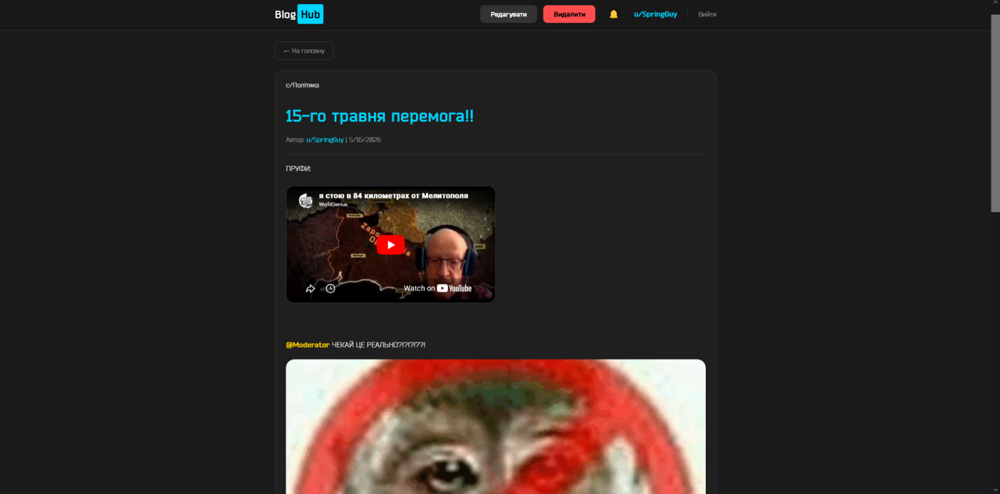 Blog Hub
Редагувати
Видалити
u/SpringGuy
Вийти
← На головну
c/Політика
15-го травня перемога!!
Автор: u/SpringGuy | 5/16/2026
ПРУФИ:
я стою в 84 километрах от Мелитополя
WorldGenius
Watch on YouTube
@Moderator ЧЕКАЙ ЦЕ РЕАЛЬНО?!?!?!??!